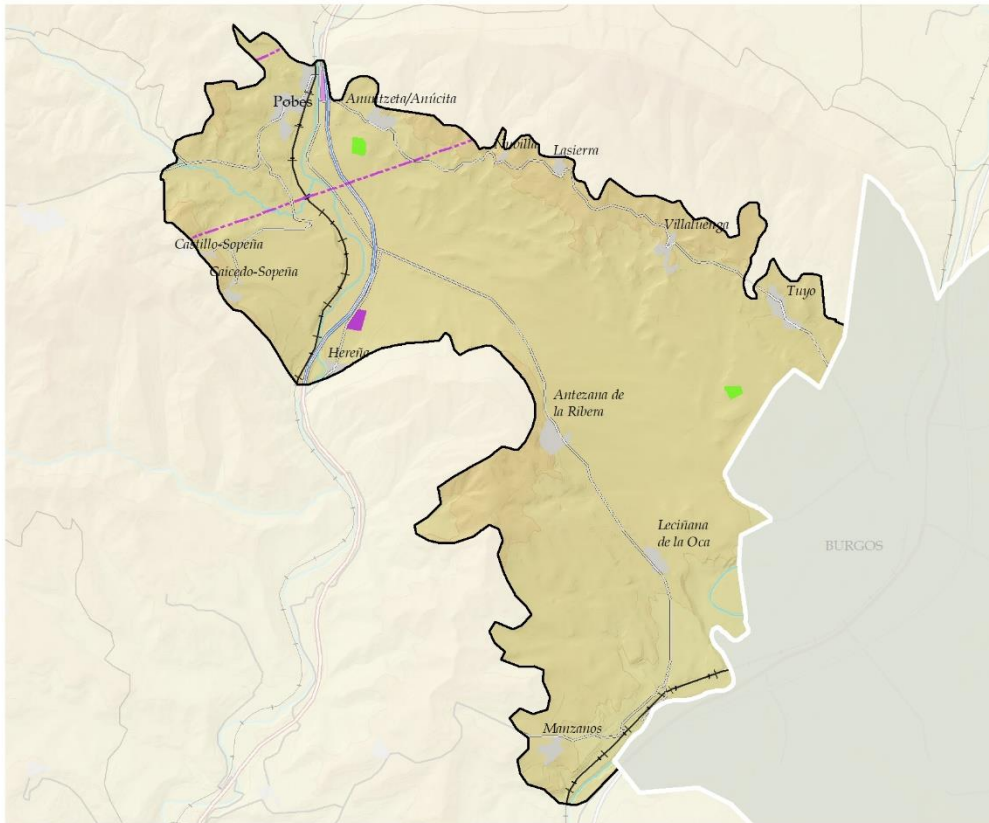 Pobes
Anuntzeta/Anúcita
Nuvilla
Lasierra
Villaluenga
Castillo-Sopeña
Caicedo-Sopeña
Tuyo
Hereña
Antezana de
la Ribera
Leciñana
de la Oca
BURGOS
Manzanos